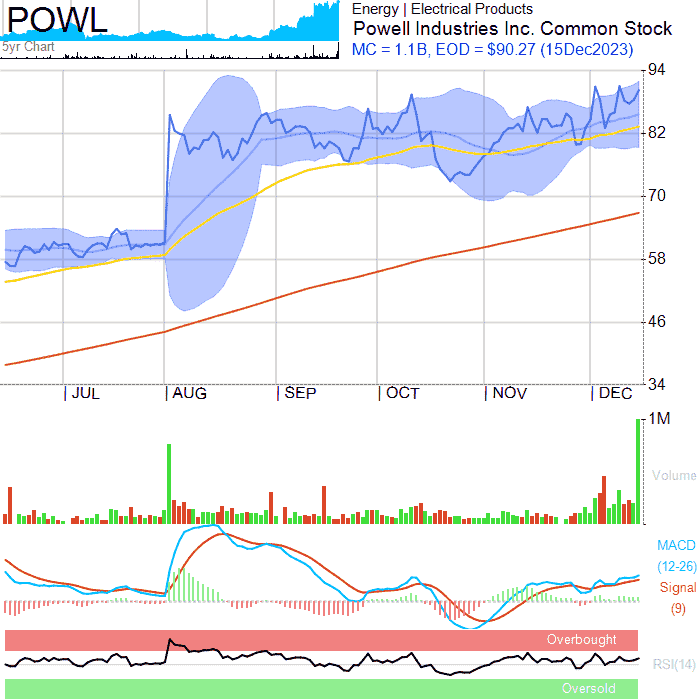 POWL
5yr Chart
Energy | Electrical Products
Powell Industries Inc. Common Stock
MC = 1.1B, EOD = $90.27 (15Dec2023)
94
82
70
58
46
34
JUL
AUG
SEP
OCT
NOV
DEC
1M
Volume
MACD
(12-26)
Signal
(9)
Overbought
RSI(14)
Oversold